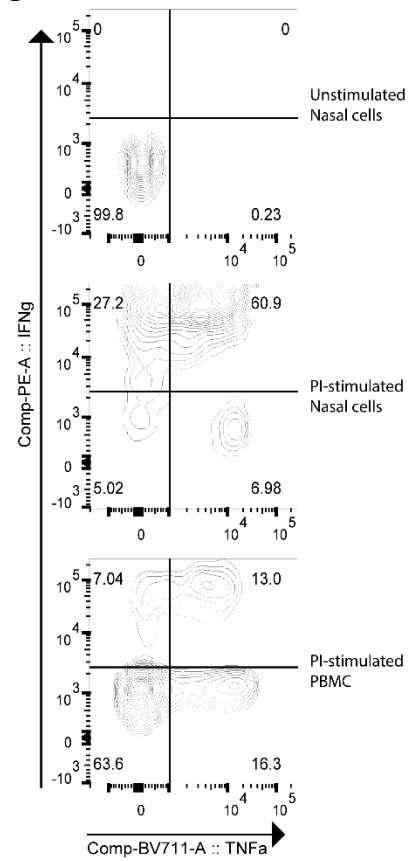 0 0
10 5
10 4
Unstimulated
Nasal cells
10 3
0
99.8 0.23
-10 3
0 10 4 10 5
27.2 60.9
10 5
10 4
PI-stimulated
Nasal cells
10 3
0
5.02 6.98
-10 3
0 10 4 10 5
7.04 13.0
10 5
10 4
PI-stimulated
PBMC
10 3
0
63.6 16.3
-10 3
0 10 4 10 5
Comp-PE-A :: IFNg
Comp-BV711-A :: TNFa